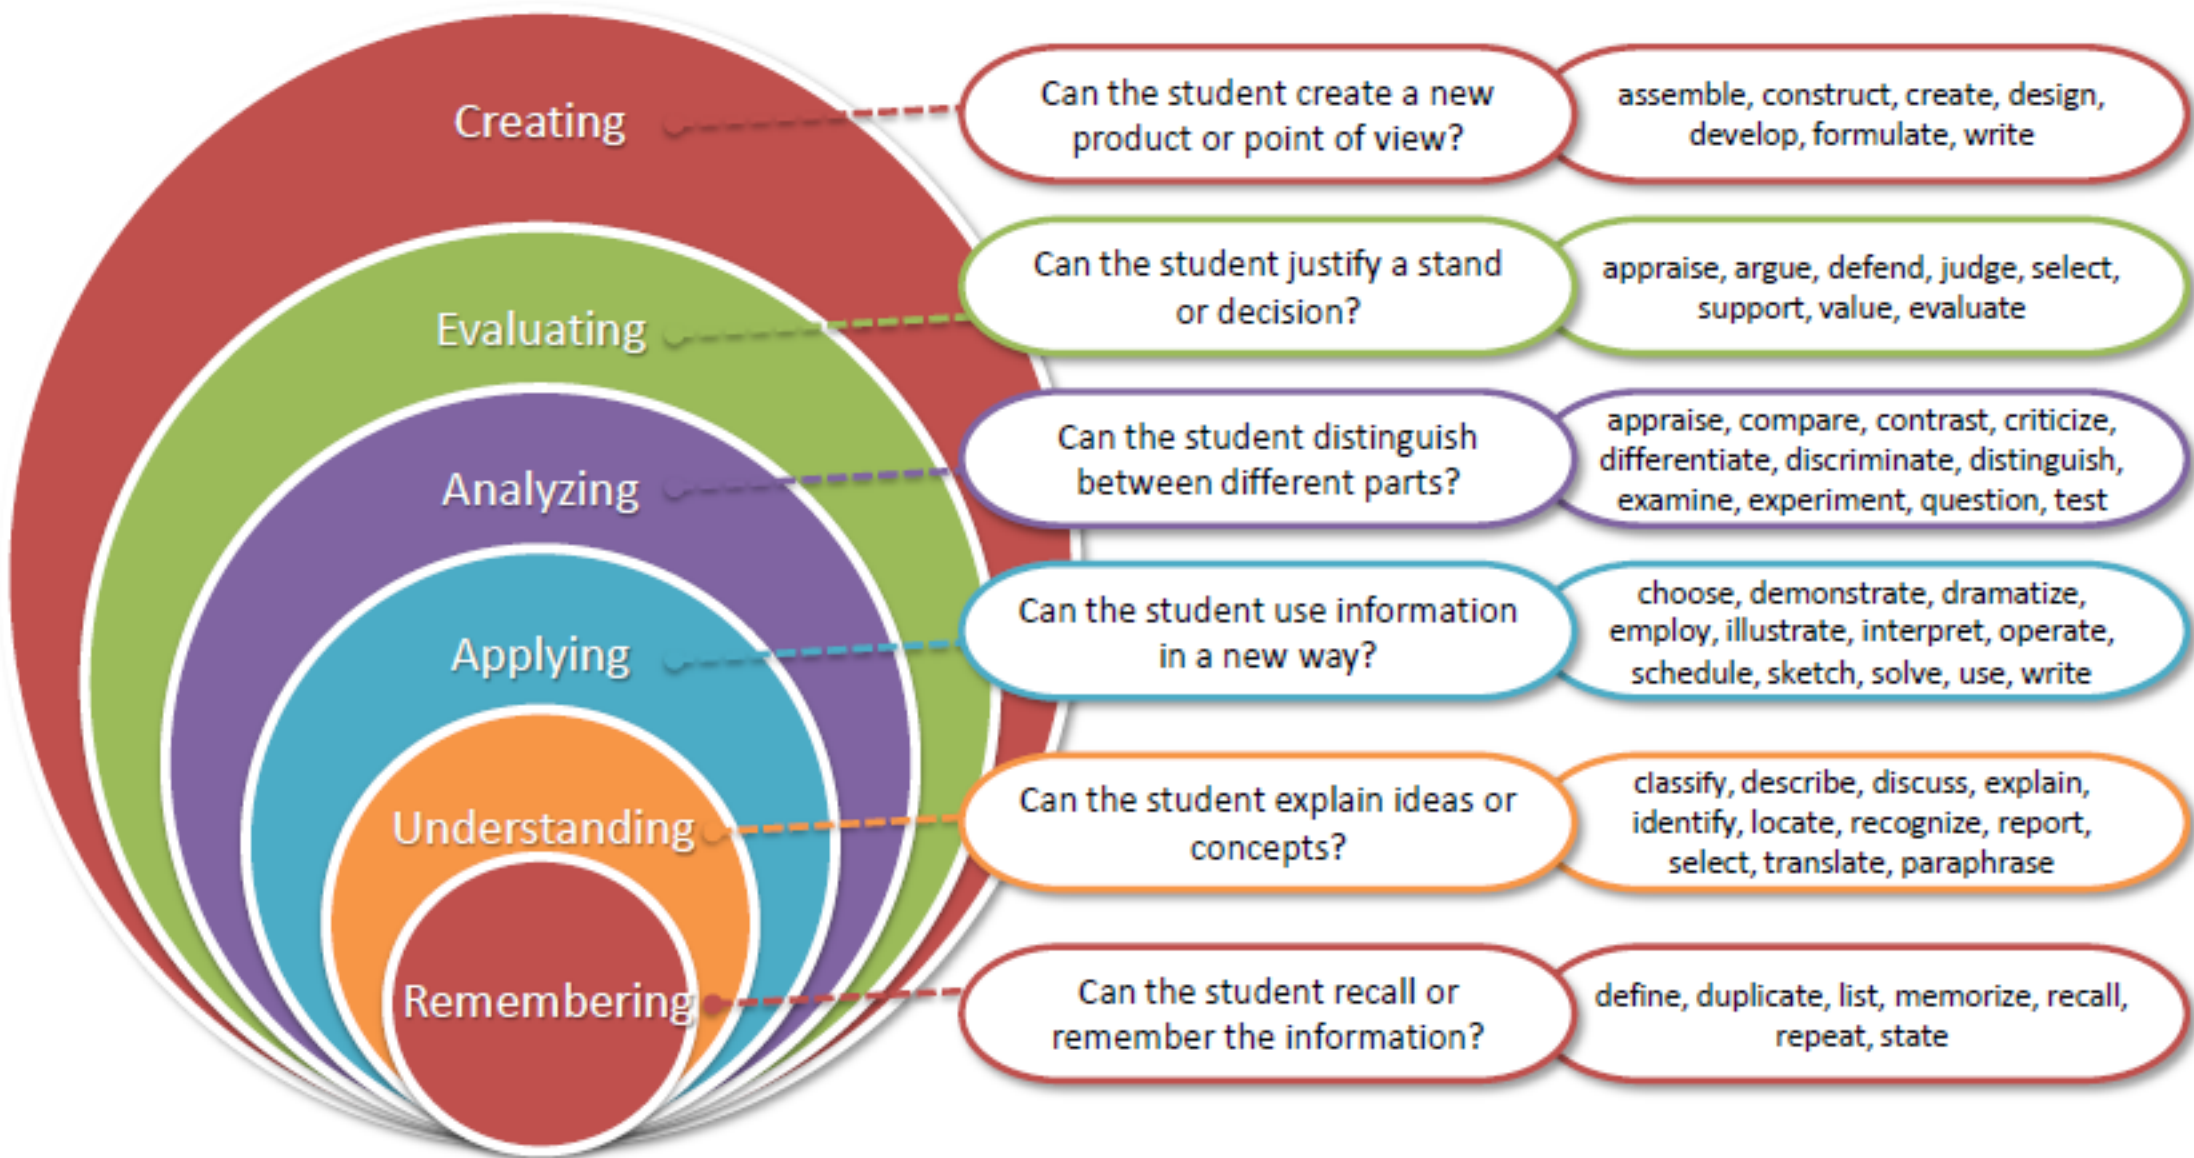 Creating
Can the student create a new
product or point of view?
assemble, construct, create, design,
develop, formulate, write
Evaluating
Can the student justify a stand
or decision?
appraise, argue, defend, judge, select,
support, value, evaluate
Analyzing
Can the student distinguish
between different parts?
appraise, compare, contrast, criticize,
differentiate, discriminate, distinguish,
examine, experiment, question, test
Applying
Can the student use information
in a new way?
choose, demonstrate, dramatize,
employ, illustrate, interpret, operate,
schedule, sketch, solve, use, write
Understanding
Can the student explain ideas or
concepts?
classify, describe, discuss, explain,
identify, locate, recognize, report,
select, translate, paraphrase
Remembering
Can the student recall or
remember the information?
define, duplicate, list, memorize, recall,
repeat, state